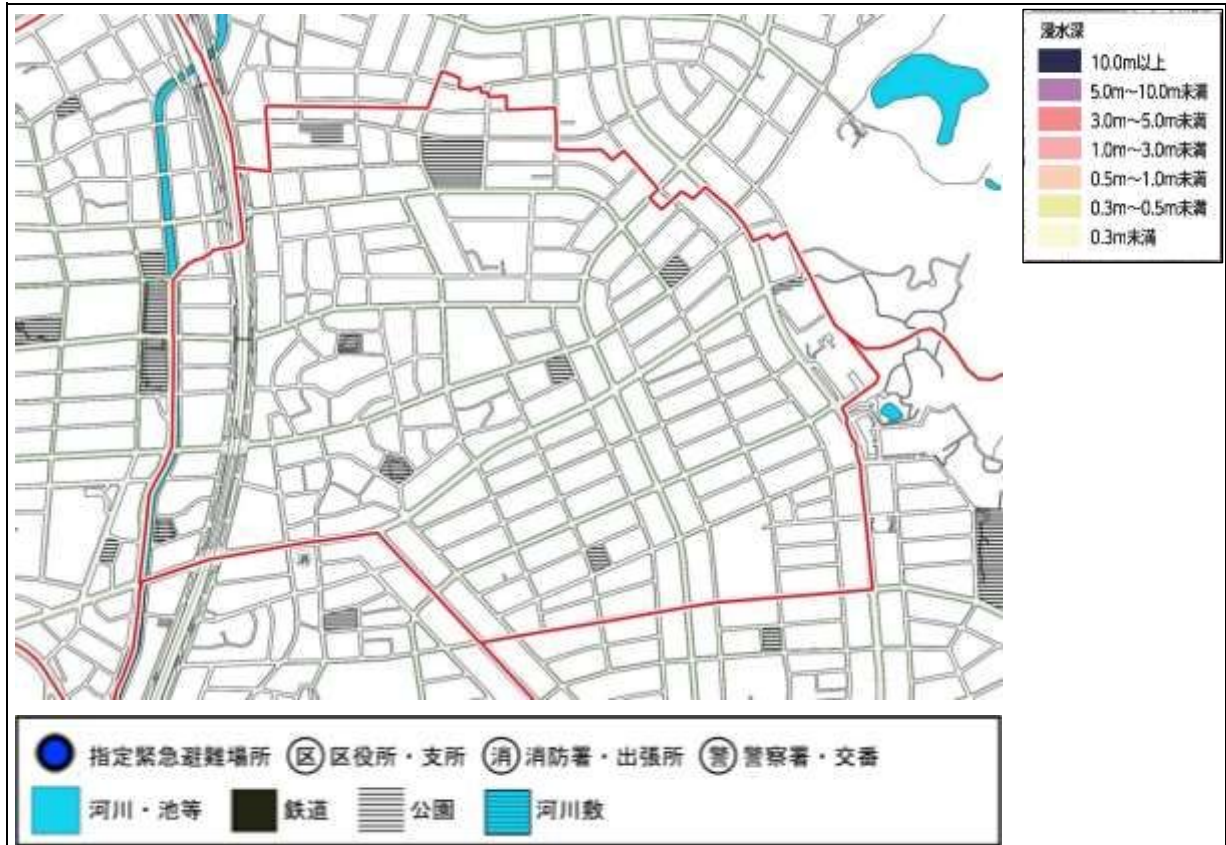 浸水深
10.0m以上
5.0m~10.0m未満
3.0m~5.0m未満
1.0m~3.0m未満
0.5m~1.0m未満
0.3m~0.5m未満
0.3m未満
消
指定緊急避難場所 区 区役所・支所 消 消防署・出張所 警 警察署・交番
河川・池等 鉄道 公園 河川敷